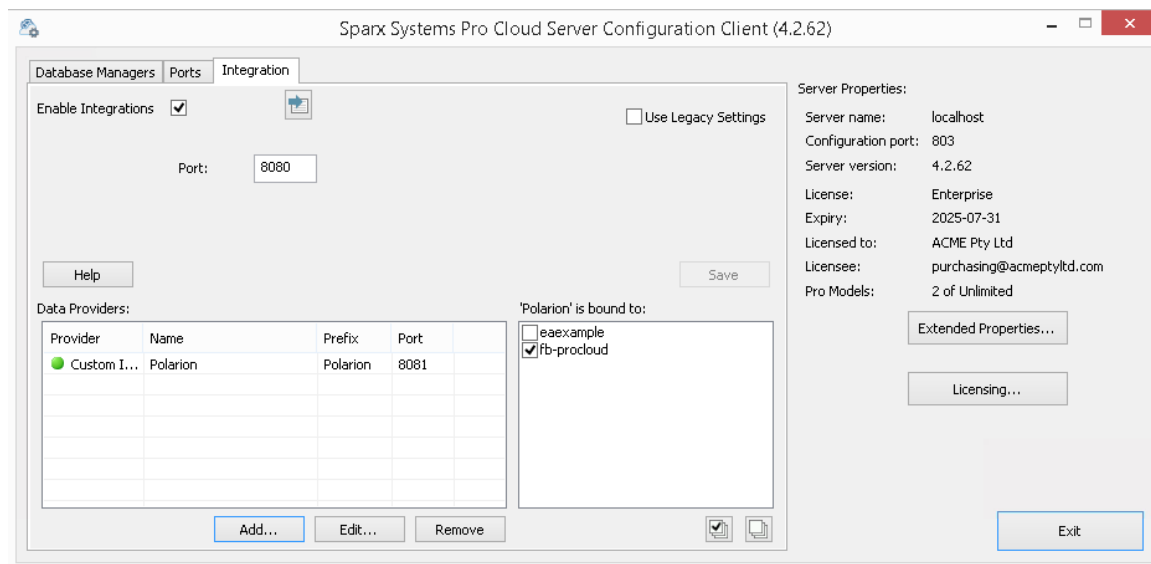 Sparx Systems Pro Cloud Server Configuration Client (4.2.62)
Database Managers Ports Integration
Enable Integrations
Use Legacy Settings
Port: 8080
Help
Save
Data Providers:
Provider Name Prefix Port
Custom I... Polarion Polarion 8081
Add... Edit... Remove
'Polarion' is bound to:
eaexample
fb-procloud
Server Properties:
Server name: localhost
Configuration port: 803
Server version: 4.2.62
License: Enterprise
Expiry: 2025-07-31
Licensed to: ACME Pty Ltd
Licensee: purchasing@acmeptyltd.com
Pro Models: 2 of Unlimited
Extended Properties...
Licensing...
Exit